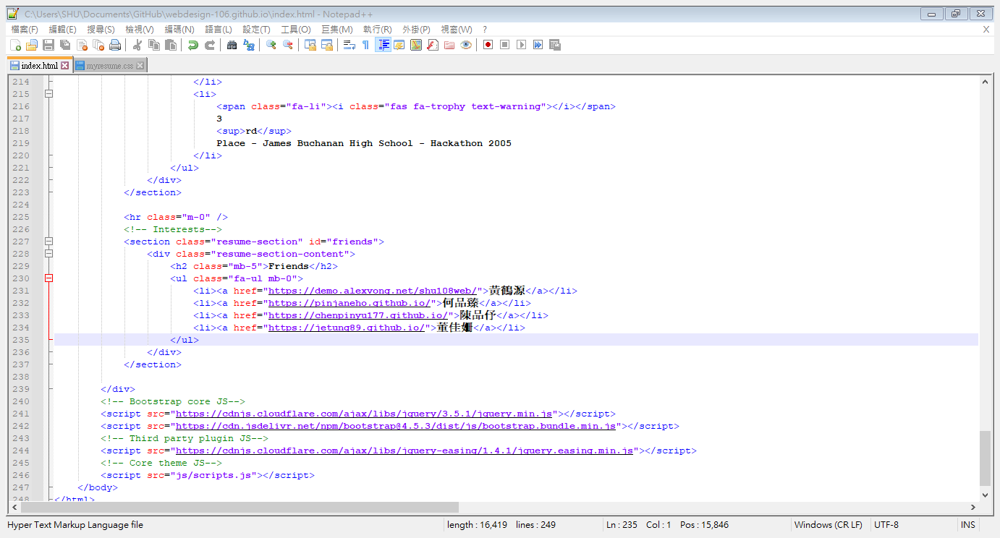 C:\Users\SHU\Documents\GitHub\webdesign-106.github.io\index.html - Notepad++
檔案(F) 編輯(E) 搜尋(S) 檢視(V) 編碼(N) 語言(L) 設定(T) 工具(O) 巨集(M) 執行(R) 外掛(P) 視窗(W) ? X
index.html myresume.css
214 </li>
215 <li>
216 <span class="fa-li"><i class="fas fa-trophy text-warning"></i></span>
217 3
218 <sup>rd</sup>
219 Place - James Buchanan High School - Hackathon 2005
220 </li>
221 </ul>
222 </div>
223 </section>
224
225 <hr class="m-0" />
226 <!-- Interests-->
227 <section class="resume-section" id="friends">
228 <div class="resume-section-content">
229 <h2 class="mb-5">Friends</h2>
230 <ul class="fa-ul mb-0">
231 <li><a href="https://demo.alexvong.net/shu108web/">黃鶴源</a></li>
232 <li><a href="https://pinjaneho.github.io/">何品臻</a></li>
233 <li><a href="https://chenpinyu177.github.io/">陳品伃</a></li>
234 <li><a href="https://jetung89.github.io/">董佳姍</a></li>
235 </ul>
236 </div>
237 </section>
238
239 </div>
240 <!-- Bootstrap core JS-->
241 <script src="https://cdnjs.cloudflare.com/ajax/libs/jquery/3.5.1/jquery.min.js"></script>
242 <script src="https://cdn.jsdelivr.net/npm/bootstrap@4.5.3/dist/js/bootstrap.bundle.min.js"></script>
243 <!-- Third party plugin JS-->
244 <script src="https://cdnjs.cloudflare.com/ajax/libs/jquery-easing/1.4.1/jquery.easing.min.js"></script>
245 <!-- Core theme JS-->
246 <script src="js/scripts.js"></script>
247 </body>
248 </html>
Hyper Text Markup Language file length : 16,419 lines : 249 Ln : 235 Col : 1 Pos : 15,846 Windows (CR LF) UTF-8 INS